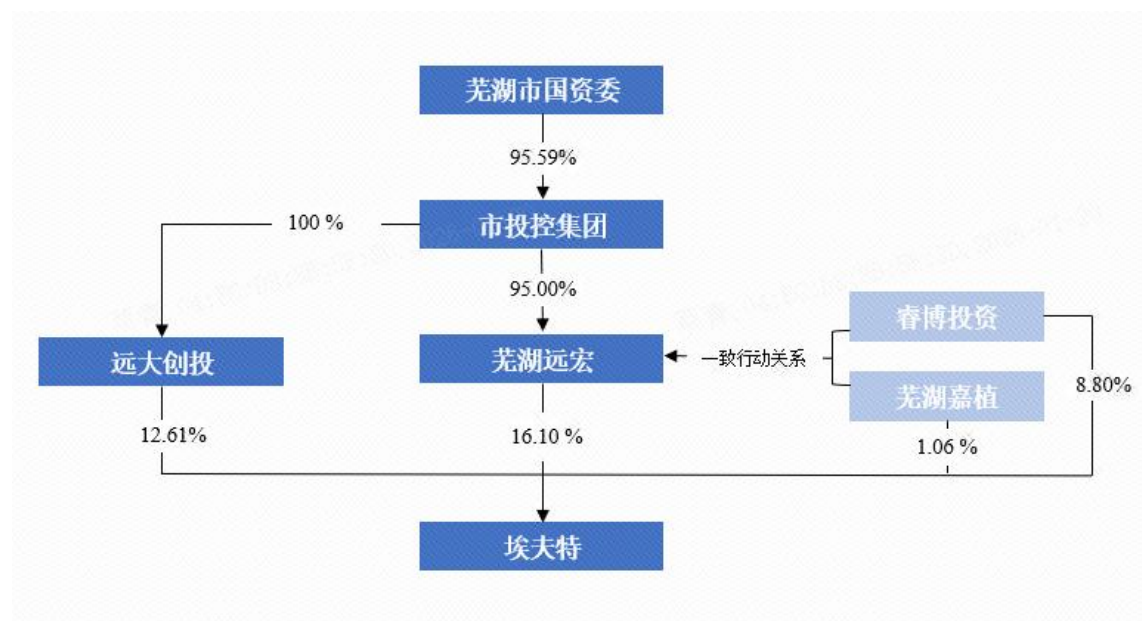 芜湖市国资委
95.59%
100 %
市投控集团
95.00%
睿博投资
远大创投
芜湖远宏
一致行动关系
8.80%
芜湖嘉植
12.61%
16.10 %
1.06 %
埃夫特